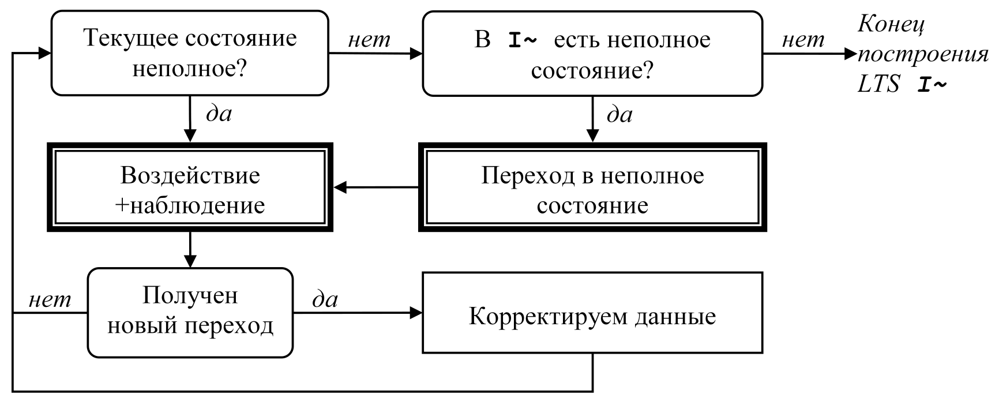 Текущее состояние
неполное?
нет
В I~ есть неполное
состояние?
нет
Конец
построения
LTS I~
да
да
Воздействие
+наблюдение
Переход в неполное
состояние
нет
Получен
новый переход
да
Корректируем данные